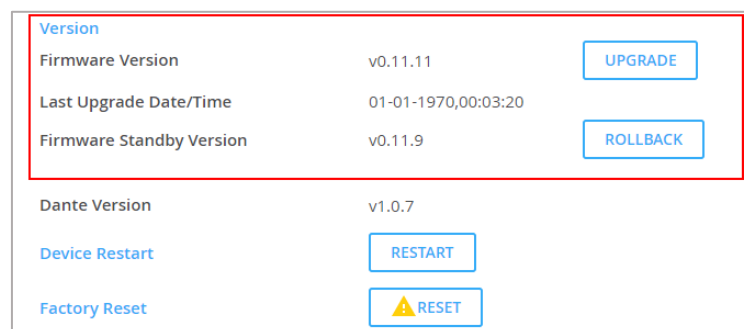 Version
Firmware Version v0.11.11 UPGRADE
Last Upgrade Date/Time 01-01-1970,00:03:20
Firmware Standby Version v0.11.9 ROLLBACK
Dante Version v1.0.7
Device Restart RESTART
Factory Reset RESET